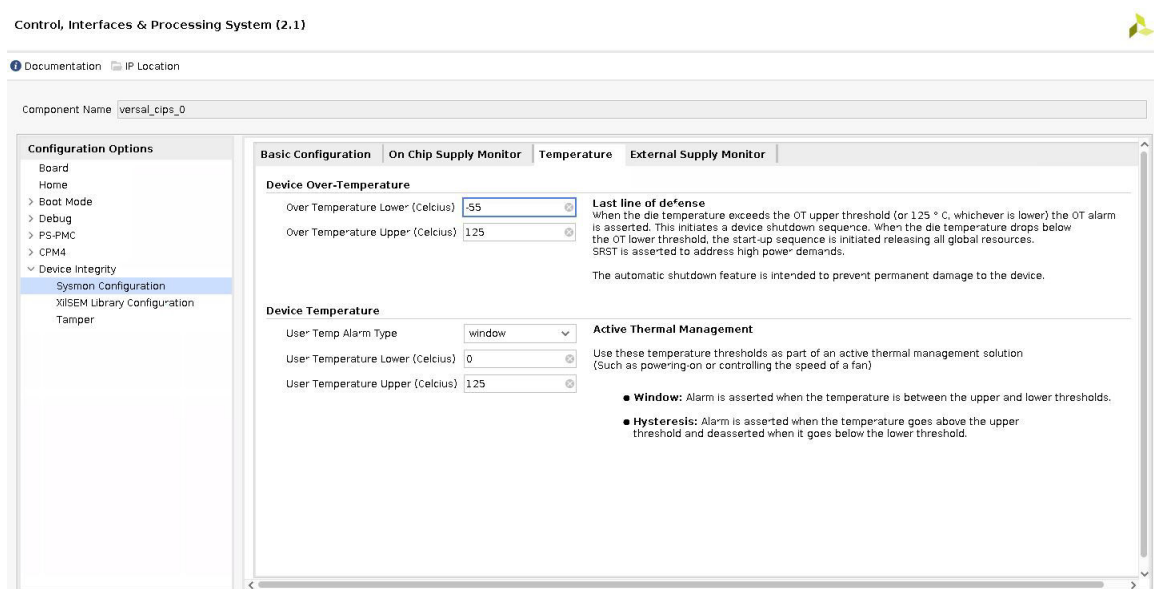 Control, Interfaces & Processing System (2.1)
Documentation IP Location
Component Name versal_cips_0
Configuration Options
Board
Home
Boot Mode
Debug
PS-PMC
CPM4
Device Integrity
Sysmon Configuration
XilSEM Library Configuration
Tamper
Basic Configuration On Chip Supply Monitor Temperature External Supply Monitor
Device Over-Temperature
Over Temperature Lower (Celcius) -55
Over Temperature Upper (Celcius) 125
Last line of defense
When the die temperature exceeds the OT upper threshold (or 125 ° C, whichever is lower) the OT alarm
is asserted. This initiates a device shutdown sequence. When the die temperature drops below
the OT lower threshold, the start-up sequence is initiated releasing all global resources.
SRST is asserted to address high power demands.
The automatic shutdown feature is intended to prevent permanent damage to the device.
Device Temperature
User Temp Alarm Type window
User Temperature Lower (Celcius) 0
User Temperature Upper (Celcius) 125
Active Thermal Management
Use these temperature thresholds as part of an active thermal management solution
(Such as powering-on or controlling the speed of a fan)
● Window: Alarm is asserted when the temperature is between the upper and lower thresholds.
● Hysteresis: Alarm is asserted when the temperature goes above the upper
threshold and deasserted when it goes below the lower threshold.